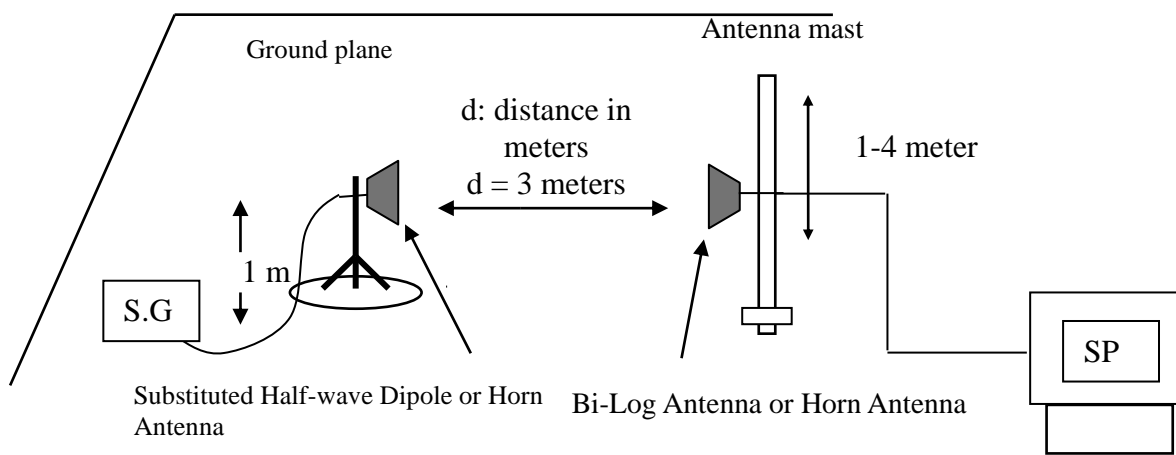 Ground plane
Antenna mast
d: distance in
meters
d = 3 meters
1-4 meter
1 m
S.G
SP
Substituted Half-wave Dipole or Horn
Antenna
Bi-Log Antenna or Horn Antenna